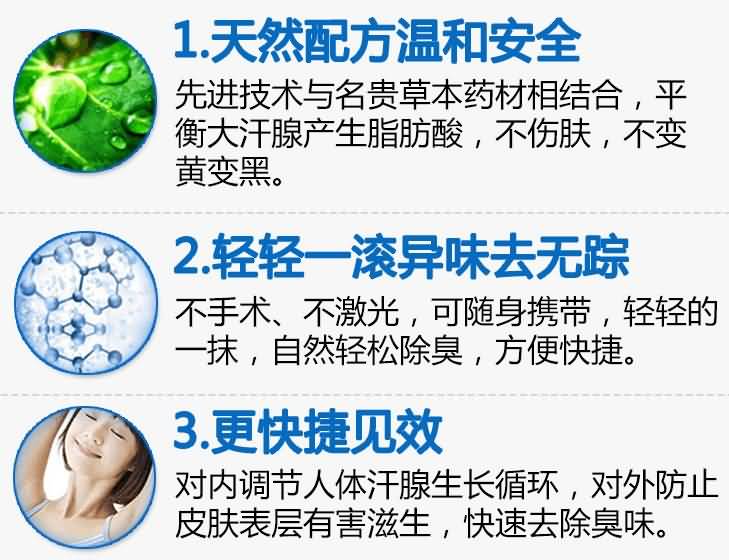 1.天然配方温和安全
先进技术与名贵草本药材相结合，平
衡大汗腺产生脂肪酸，不伤肤，不变
黄变黑。
2.轻轻一滚异味去无踪
不手术、不激光，可随身携带，轻轻的
一抹，自然轻松除臭，方便快捷。
3.更快捷见效
对内调节人体汗腺生长循环，对外防止
皮肤表层有害滋生，快速去除臭味。